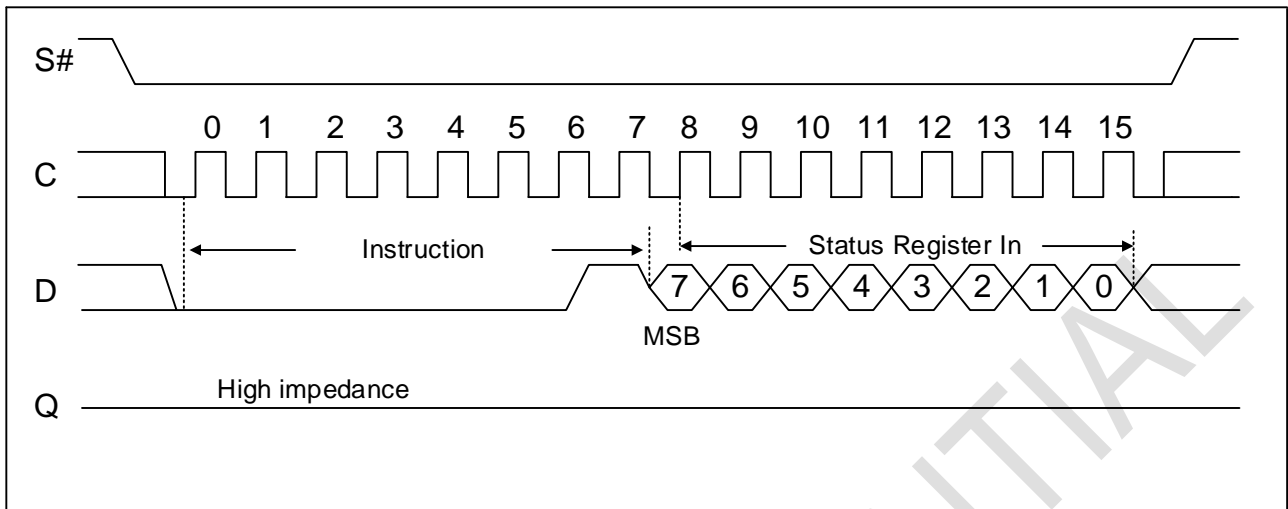 S#
0 1 2 3 4 5 6 7 8 9 10 11 12 13 14 15
C
Instruction Status Register In
D 7 6 5 4 3 2 1 0
MSB
High impedance
Q